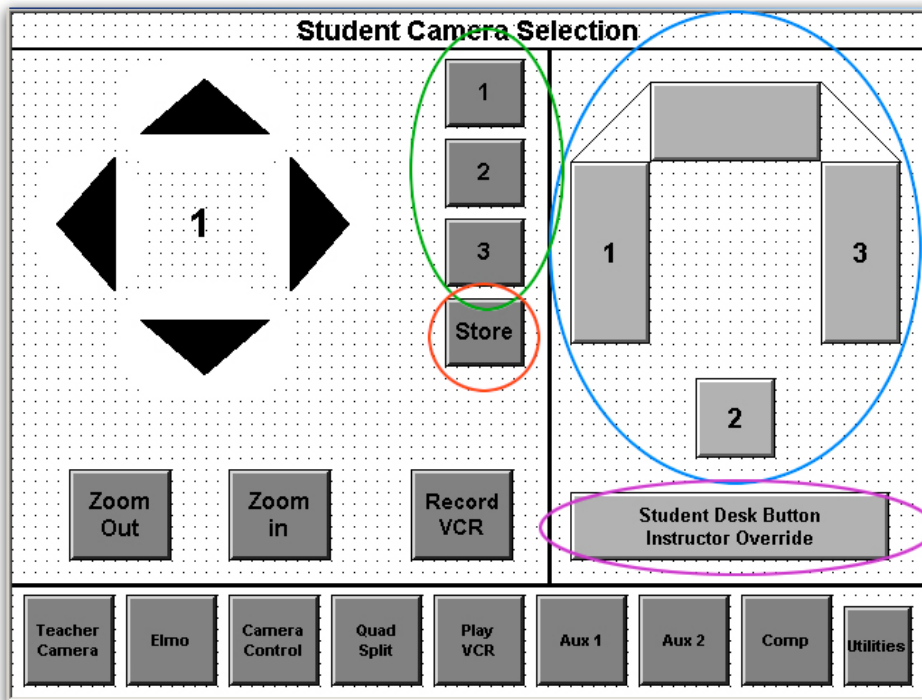 Student Camera Selection
1
1
2
3
Store
1
3
2
Zoom
Out
Zoom
in
Record
VCR
Student Desk Button
Instructor Override
Teacher
Camera
Elmo
Camera
Control
Quad
Split
Play
VCR
Aux 1
Aux 2
Comp
Utilities